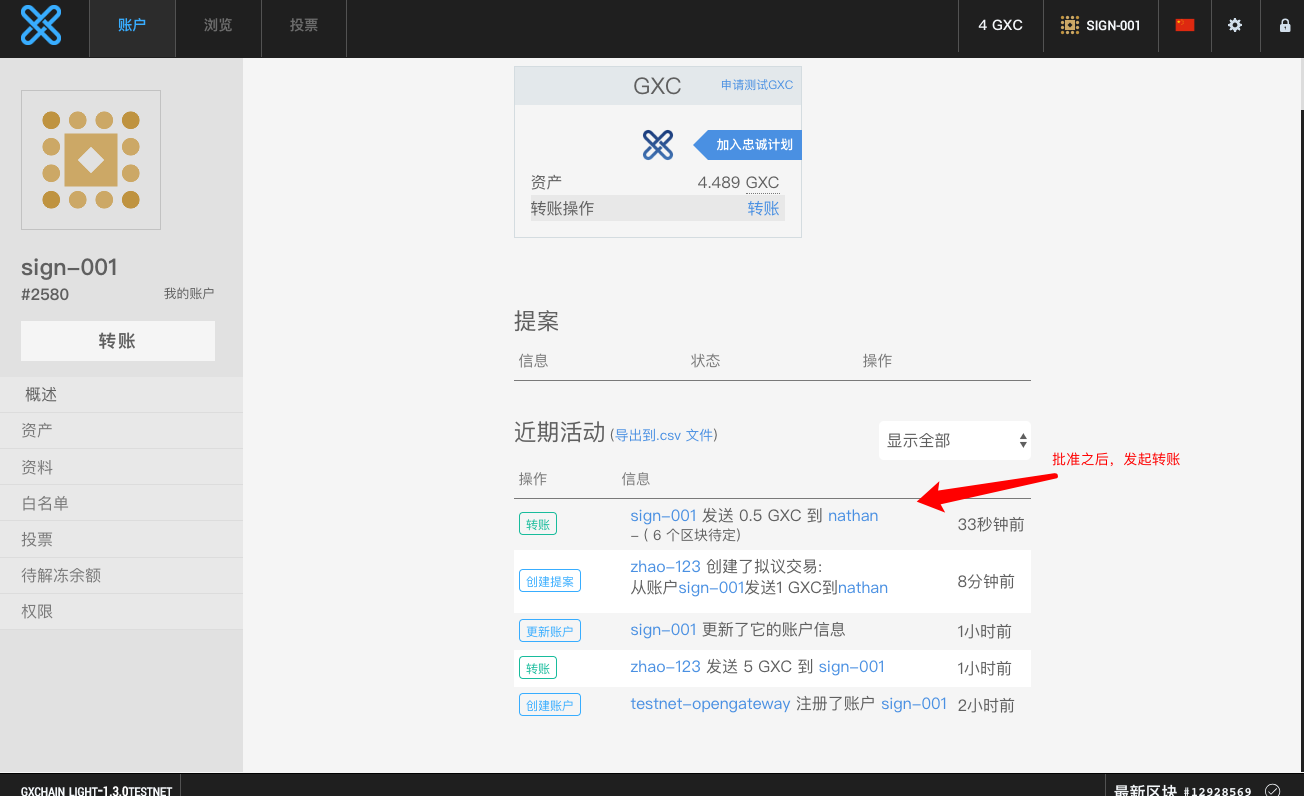 账户
浏览
投票
4 GXC
SIGN-001
GXC
申请测试GXC
加入忠诚计划
资产
4.489 GXC
转账操作
转账
sign-001
#2580
我的账户
转账
概述
资产
资料
白名单
投票
待解冻余额
权限
提案
信息
状态
操作
近期活动 (导出到.csv 文件)
显示全部
批准之后，发起转账
操作
信息
转账
sign-001 发送 0.5 GXC 到 nathan
- ( 6 个区块待定)
33秒钟前
创建提案
zhao-123 创建了拟议交易:
从账户sign-001发送1 GXC到nathan
8分钟前
更新账户
sign-001 更新了它的账户信息
1小时前
转账
zhao-123 发送 5 GXC 到 sign-001
1小时前
创建账户
testnet-opengateway 注册了账户 sign-001
2小时前
GXCHAIN LIGHT-1.3.0TESTNET
最新区块 #12928569